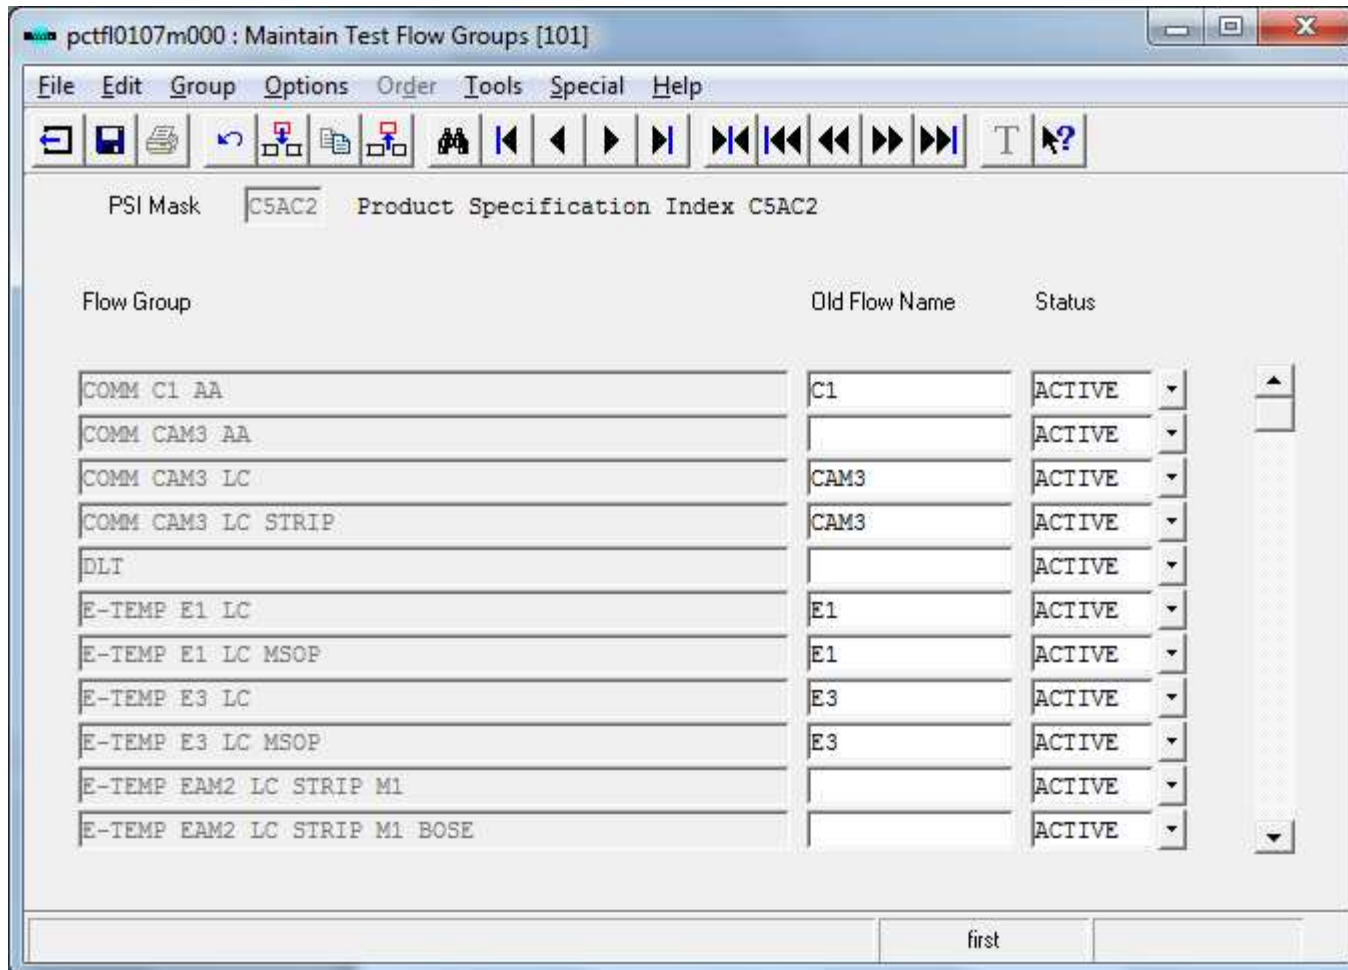 pctfl0107m000 : Maintain Test Flow Groups [101]
File Edit Group Options Order Tools Special Help
T ?
PSI Mask C5AC2 Product Specification Index C5AC2
Flow Group Old Flow Name Status
COMM C1 AA C1 ACTIVE
COMM CAM3 AA ACTIVE
COMM CAM3 LC CAM3 ACTIVE
COMM CAM3 LC STRIP CAM3 ACTIVE
DLT ACTIVE
E-TEMP E1 LC E1 ACTIVE
E-TEMP E1 LC MSOP E1 ACTIVE
E-TEMP E3 LC E3 ACTIVE
E-TEMP E3 LC MSOP E3 ACTIVE
E-TEMP EAM2 LC STRIP M1 ACTIVE
E-TEMP EAM2 LC STRIP M1 BOSE ACTIVE
first